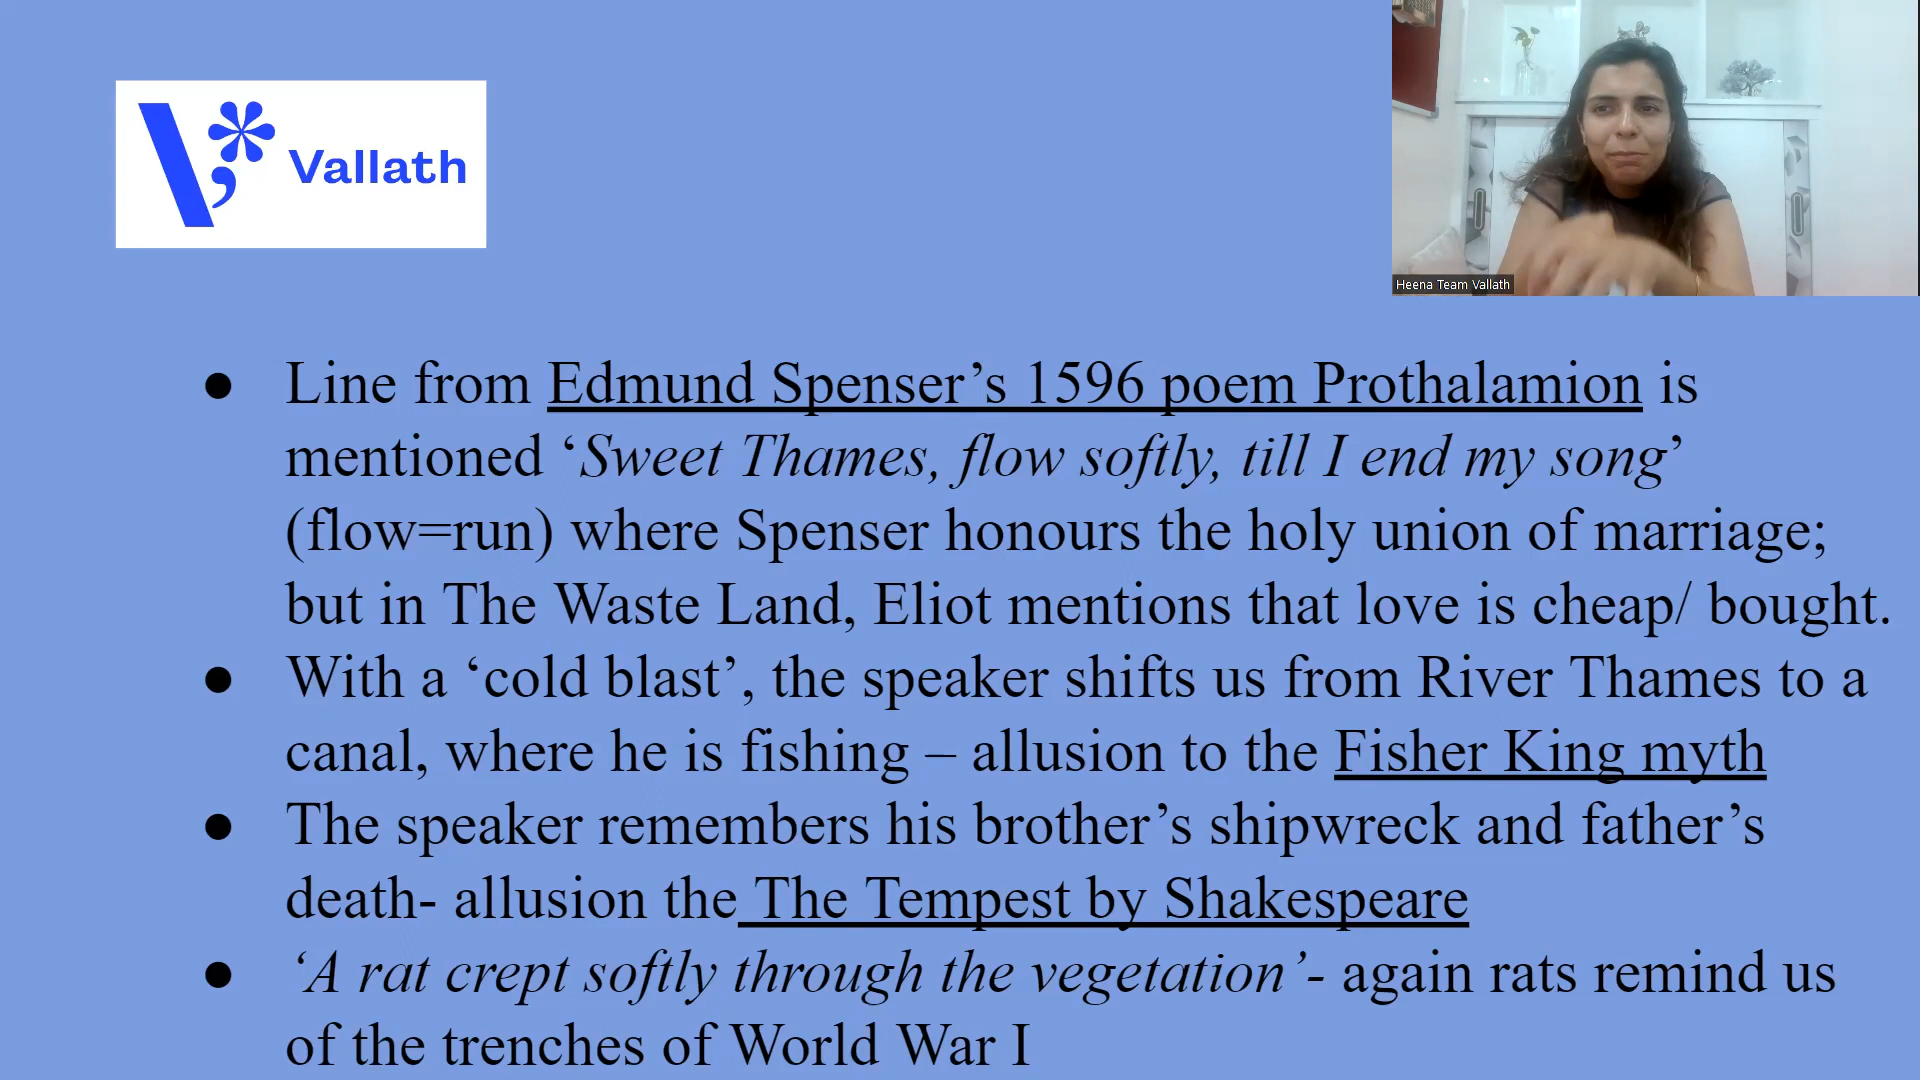 Vallath
Heena Team Vallath
● Line from Edmund Spenser’s 1596 poem Prothalamion is
mentioned ‘Sweet Thames, flow softly, till I end my song’
(flow=run) where Spenser honours the holy union of marriage;
but in The Waste Land, Eliot mentions that love is cheap/ bought.
● With a ‘cold blast’, the speaker shifts us from River Thames to a
canal, where he is fishing – allusion to the Fisher King myth
● The speaker remembers his brother’s shipwreck and father’s
death- allusion the The Tempest by Shakespeare
● ‘A rat crept softly through the vegetation’- again rats remind us
of the trenches of World War I